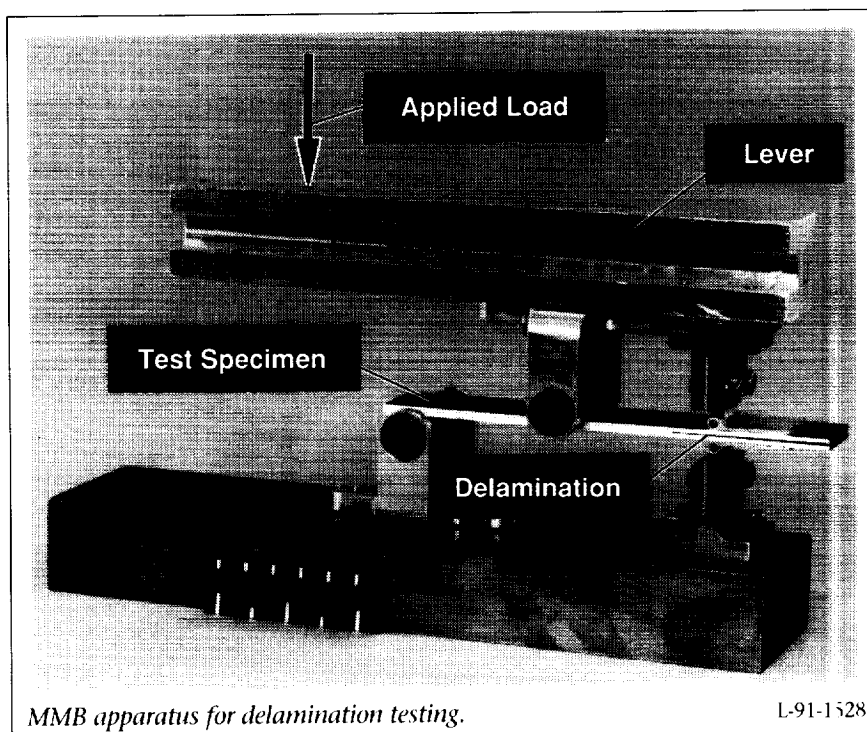 Applied Load
Lever
Test Specimen
Delamination
MMB apparatus for delamination testing.
L-91-1528